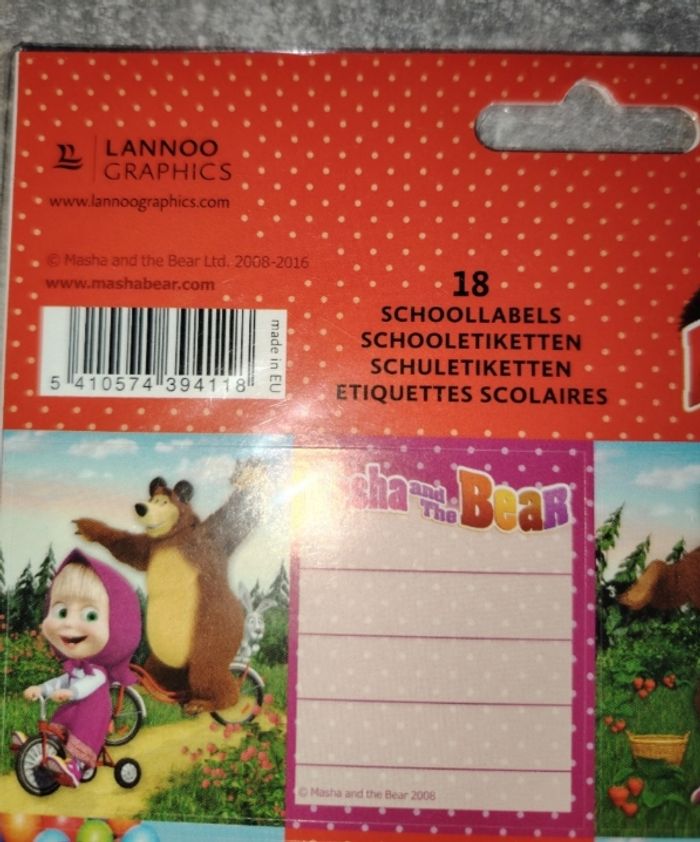 LANNOO
GRAPHICS
www.lannoographics.com
© Masha and the Bear Ltd. 2008-2016
www.mashabear.com
made in EU
5 410574 394118
18
SCHOOLLABELS
SCHOOLETIKETTEN
SCHULETIKETTEN
ETIQUETTES SCOLAIRES
Masha and The Bear
© Masha and the Bear 2008